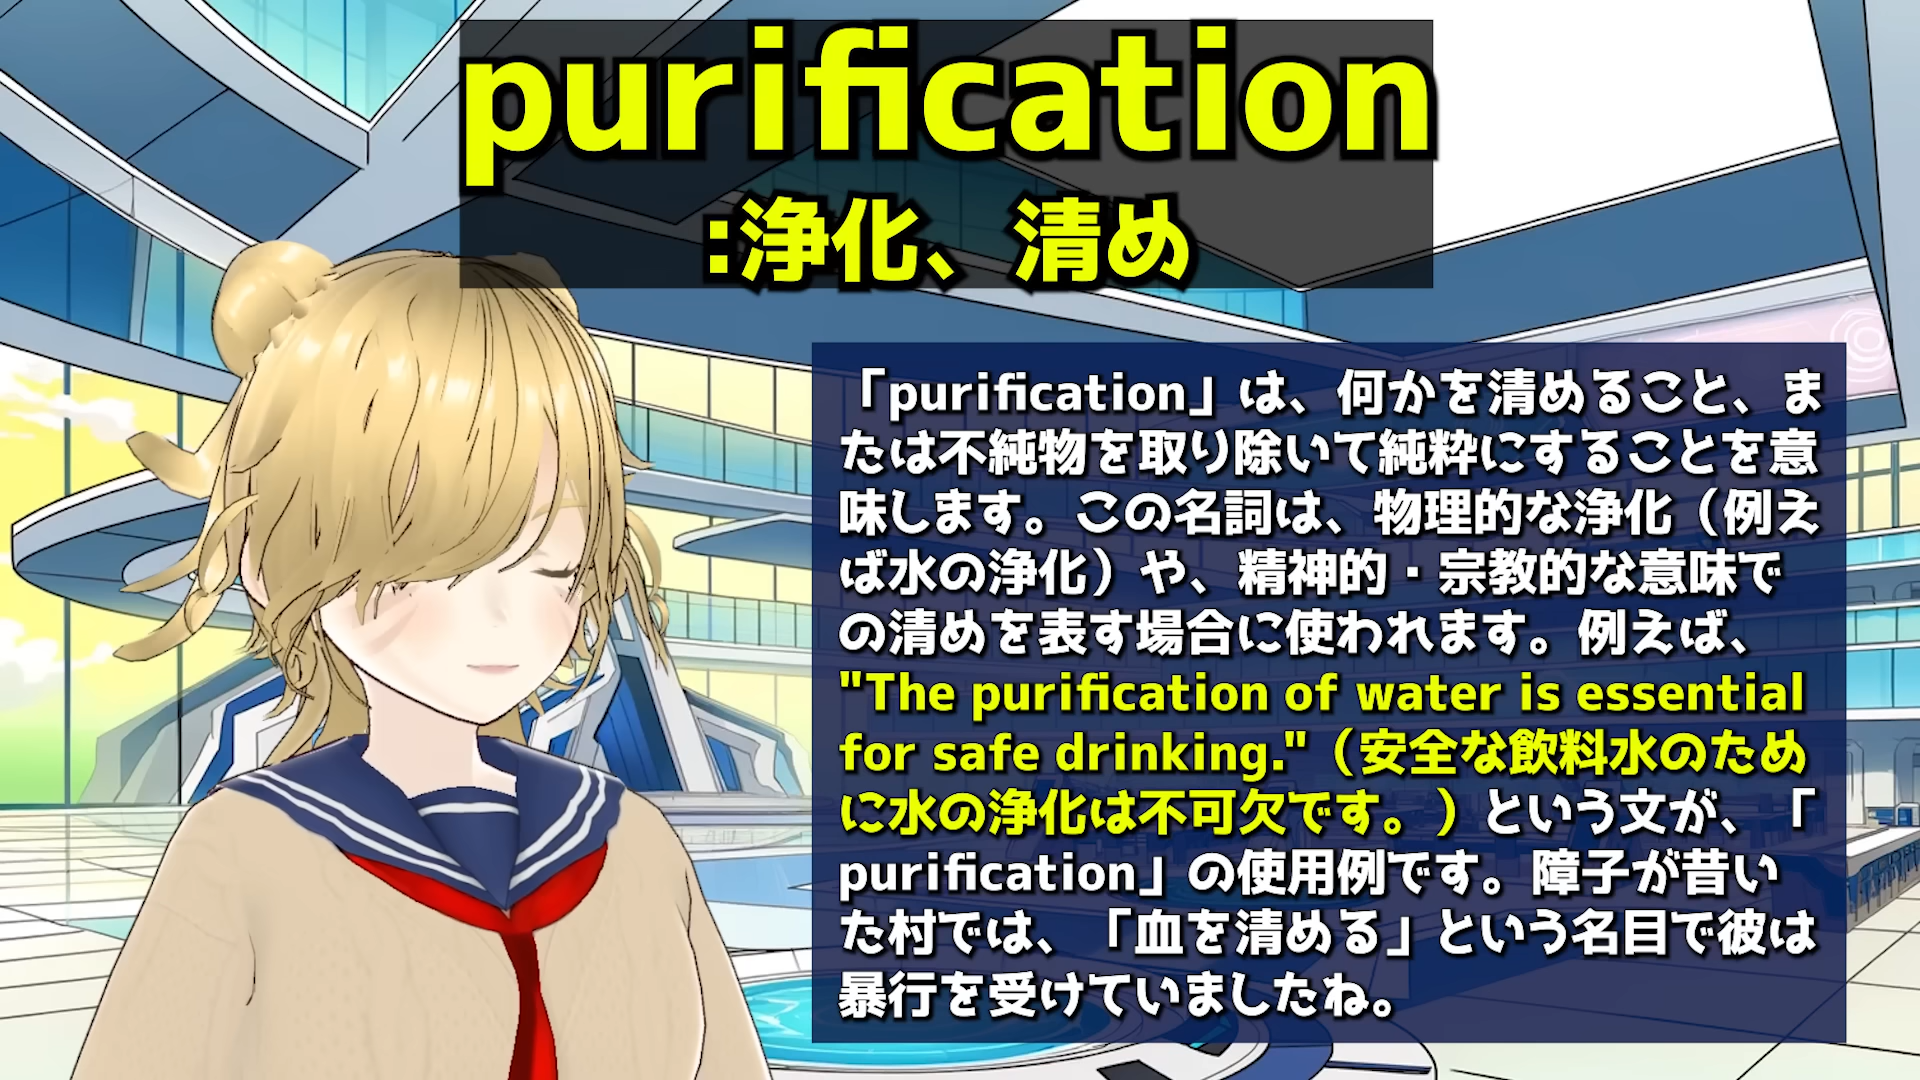 purification
:浄化、清め
「purification」は、何かを清めること、ま
たは不純物を取り除いて純粋にすることを意
味します。この名詞は、物理的な浄化（例え
ば水の浄化）や、精神的・宗教的な意味で
の清めを表す場合に使われます。例えば、
"The purification of water is essential
for safe drinking."（安全な飲料水のため
に水の浄化は不可欠です。）という文が、「
purification」の使用例です。障子が昔い
た村では、「血を清める」という名目で彼は
暴行を受けていましたね。